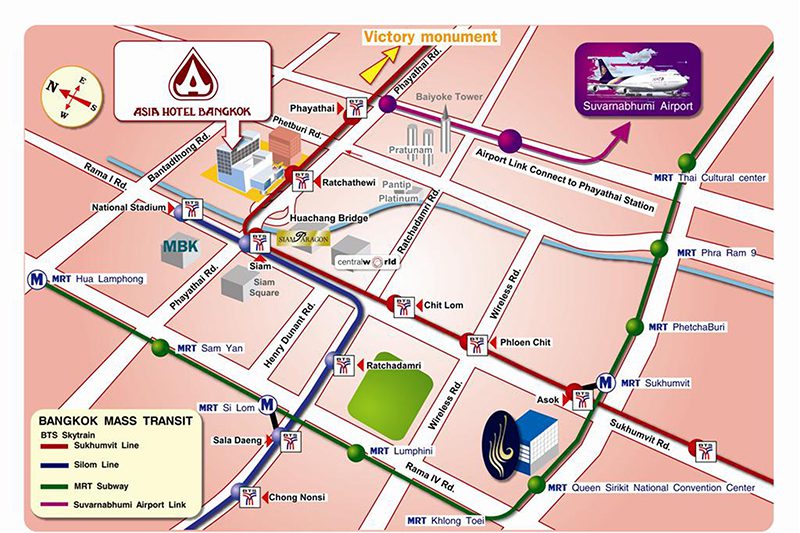 Victory monument
N
E
S
W
ASIA HOTEL BANGKOK
Phayathai Rd.
Suvarnabhumi Airport
Phayathai
BTS
Baiyoke Tower
Phetburi Rd.
Bantadthong Rd.
Pratunam
Airport Link Connect to Phayathai Station
MRT Thai Cultural center
Rama I Rd.
Ratchathewi
BTS
Pantip
Platinum
National Stadium
BTS
Huachang Bridge
Ratchadamri Rd.
SIAM PARAGON
MBK
BTS
Siam
centralworld
MRT Phra Ram 9
M
MRT Hua Lamphong
Phayathai Rd.
Siam
Square
Wireless Rd.
BTS
Chit Lom
Henry Dunant Rd.
MRT PhetchaBuri
MRT Sam Yan
BTS
Phloen Chit
BTS
Ratchadamri
Wireless Rd.
M
MRT Sukhumvit
Asok
BTS
MRT Si Lom
M
Sala Daeng
BTS
Sukhumvit Rd.
BTS
MRT Lumphini
Rama IV Rd.
BTS
Chong Nonsi
MRT Queen Sirikit National Convention Center
MRT Khlong Toei
BANGKOK MASS TRANSIT
BTS Skytrain
Sukhumvit Line
Silom Line
MRT Subway
Suvarnabhumi Airport Link